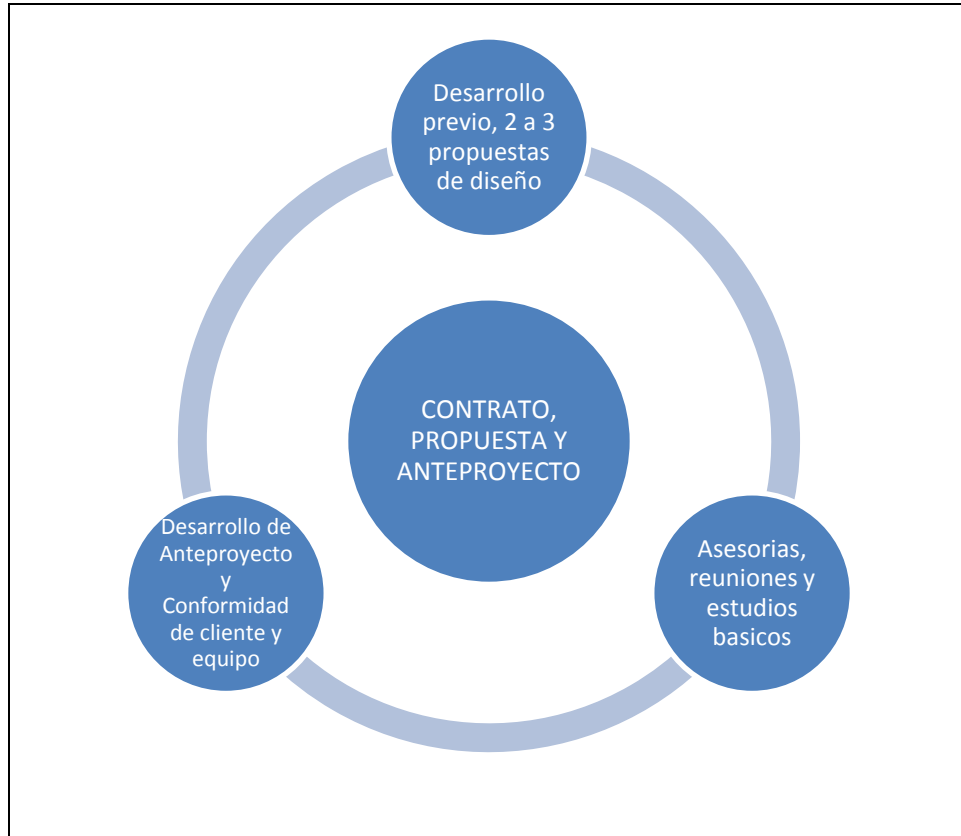 Desarrollo
previo, 2 a 3
propuestas
de diseño
CONTRATO,
PROPUESTA Y
ANTEPROYECTO
Asesorias,
reuniones y
estudios
basicos
Desarrollo de
Anteproyecto
y
Conformidad
de cliente y
equipo